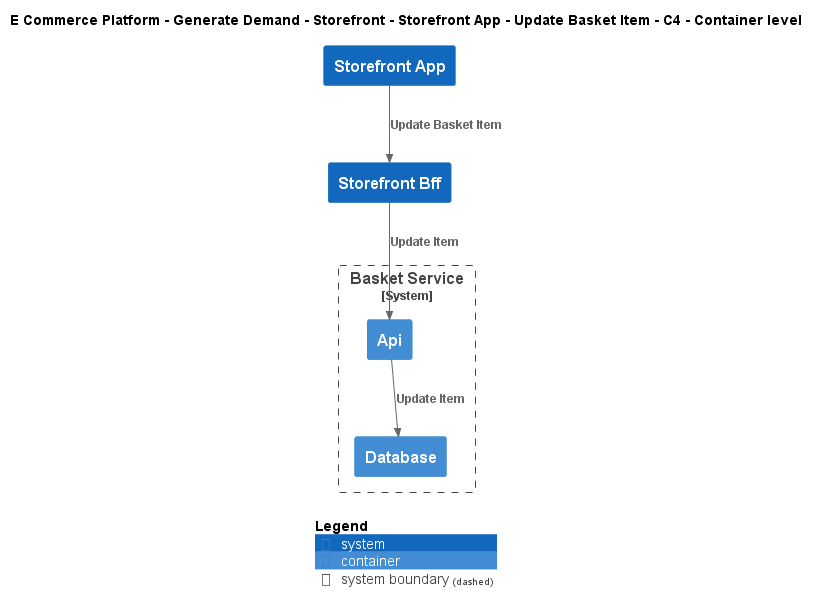 E Commerce Platform - Generate Demand - Storefront - Storefront App - Update Basket Item - C4 - Container level
Storefront App
Update Basket Item
Storefront Bff
Update Item
Basket Service
[System]
Api
Update Item
Database
Legend
system
container
system boundary (dashed)